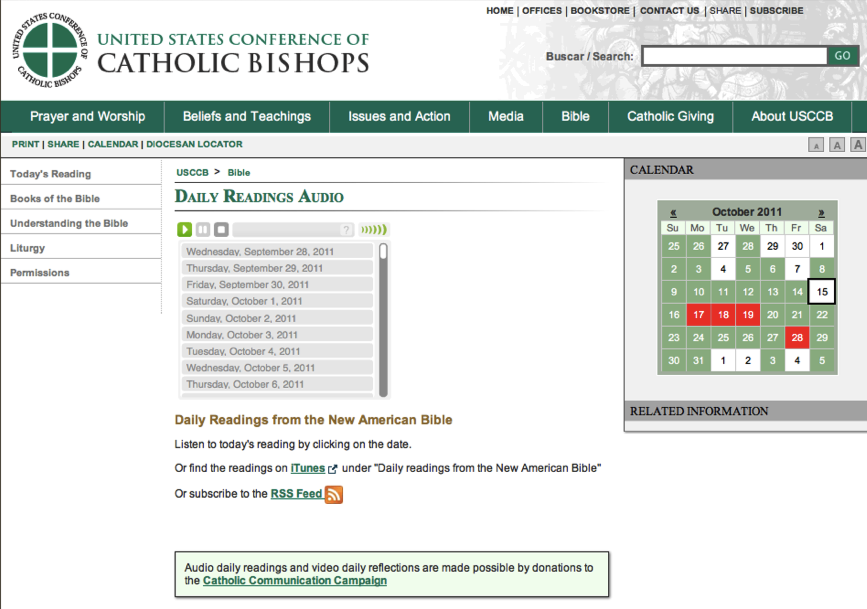 HOME | OFFICES | BOOKSTORE | CONTACT US | SHARE | SUBSCRIBE
UNITED STATES CONFERENCE OF CATHOLIC BISHOPS
UNITED STATES CONFERENCE OF
CATHOLIC BISHOPS
Buscar / Search: GO
Prayer and Worship Beliefs and Teachings Issues and Action Media Bible Catholic Giving About USCCB
PRINT | SHARE | CALENDAR | DIOCESAN LOCATOR A A A
Today's Reading
Books of the Bible
Understanding the Bible
Liturgy
Permissions
USCCB > Bible
DAILY READINGS AUDIO
?
Wednesday, September 28, 2011
Thursday, September 29, 2011
Friday, September 30, 2011
Saturday, October 1, 2011
Sunday, October 2, 2011
Monday, October 3, 2011
Tuesday, October 4, 2011
Wednesday, October 5, 2011
Thursday, October 6, 2011
Daily Readings from the New American Bible
Listen to today's reading by clicking on the date.
Or find the readings on iTunes under "Daily readings from the New American Bible"
Or subscribe to the RSS Feed
Audio daily readings and video daily reflections are made possible by donations to
the Catholic Communication Campaign
CALENDAR
« October 2011 »
Su Mo Tu We Th Fr Sa
25 26 27 28 29 30 1
2 3 4 5 6 7 8
9 10 11 12 13 14 15
16 17 18 19 20 21 22
23 24 25 26 27 28 29
30 31 1 2 3 4 5
RELATED INFORMATION